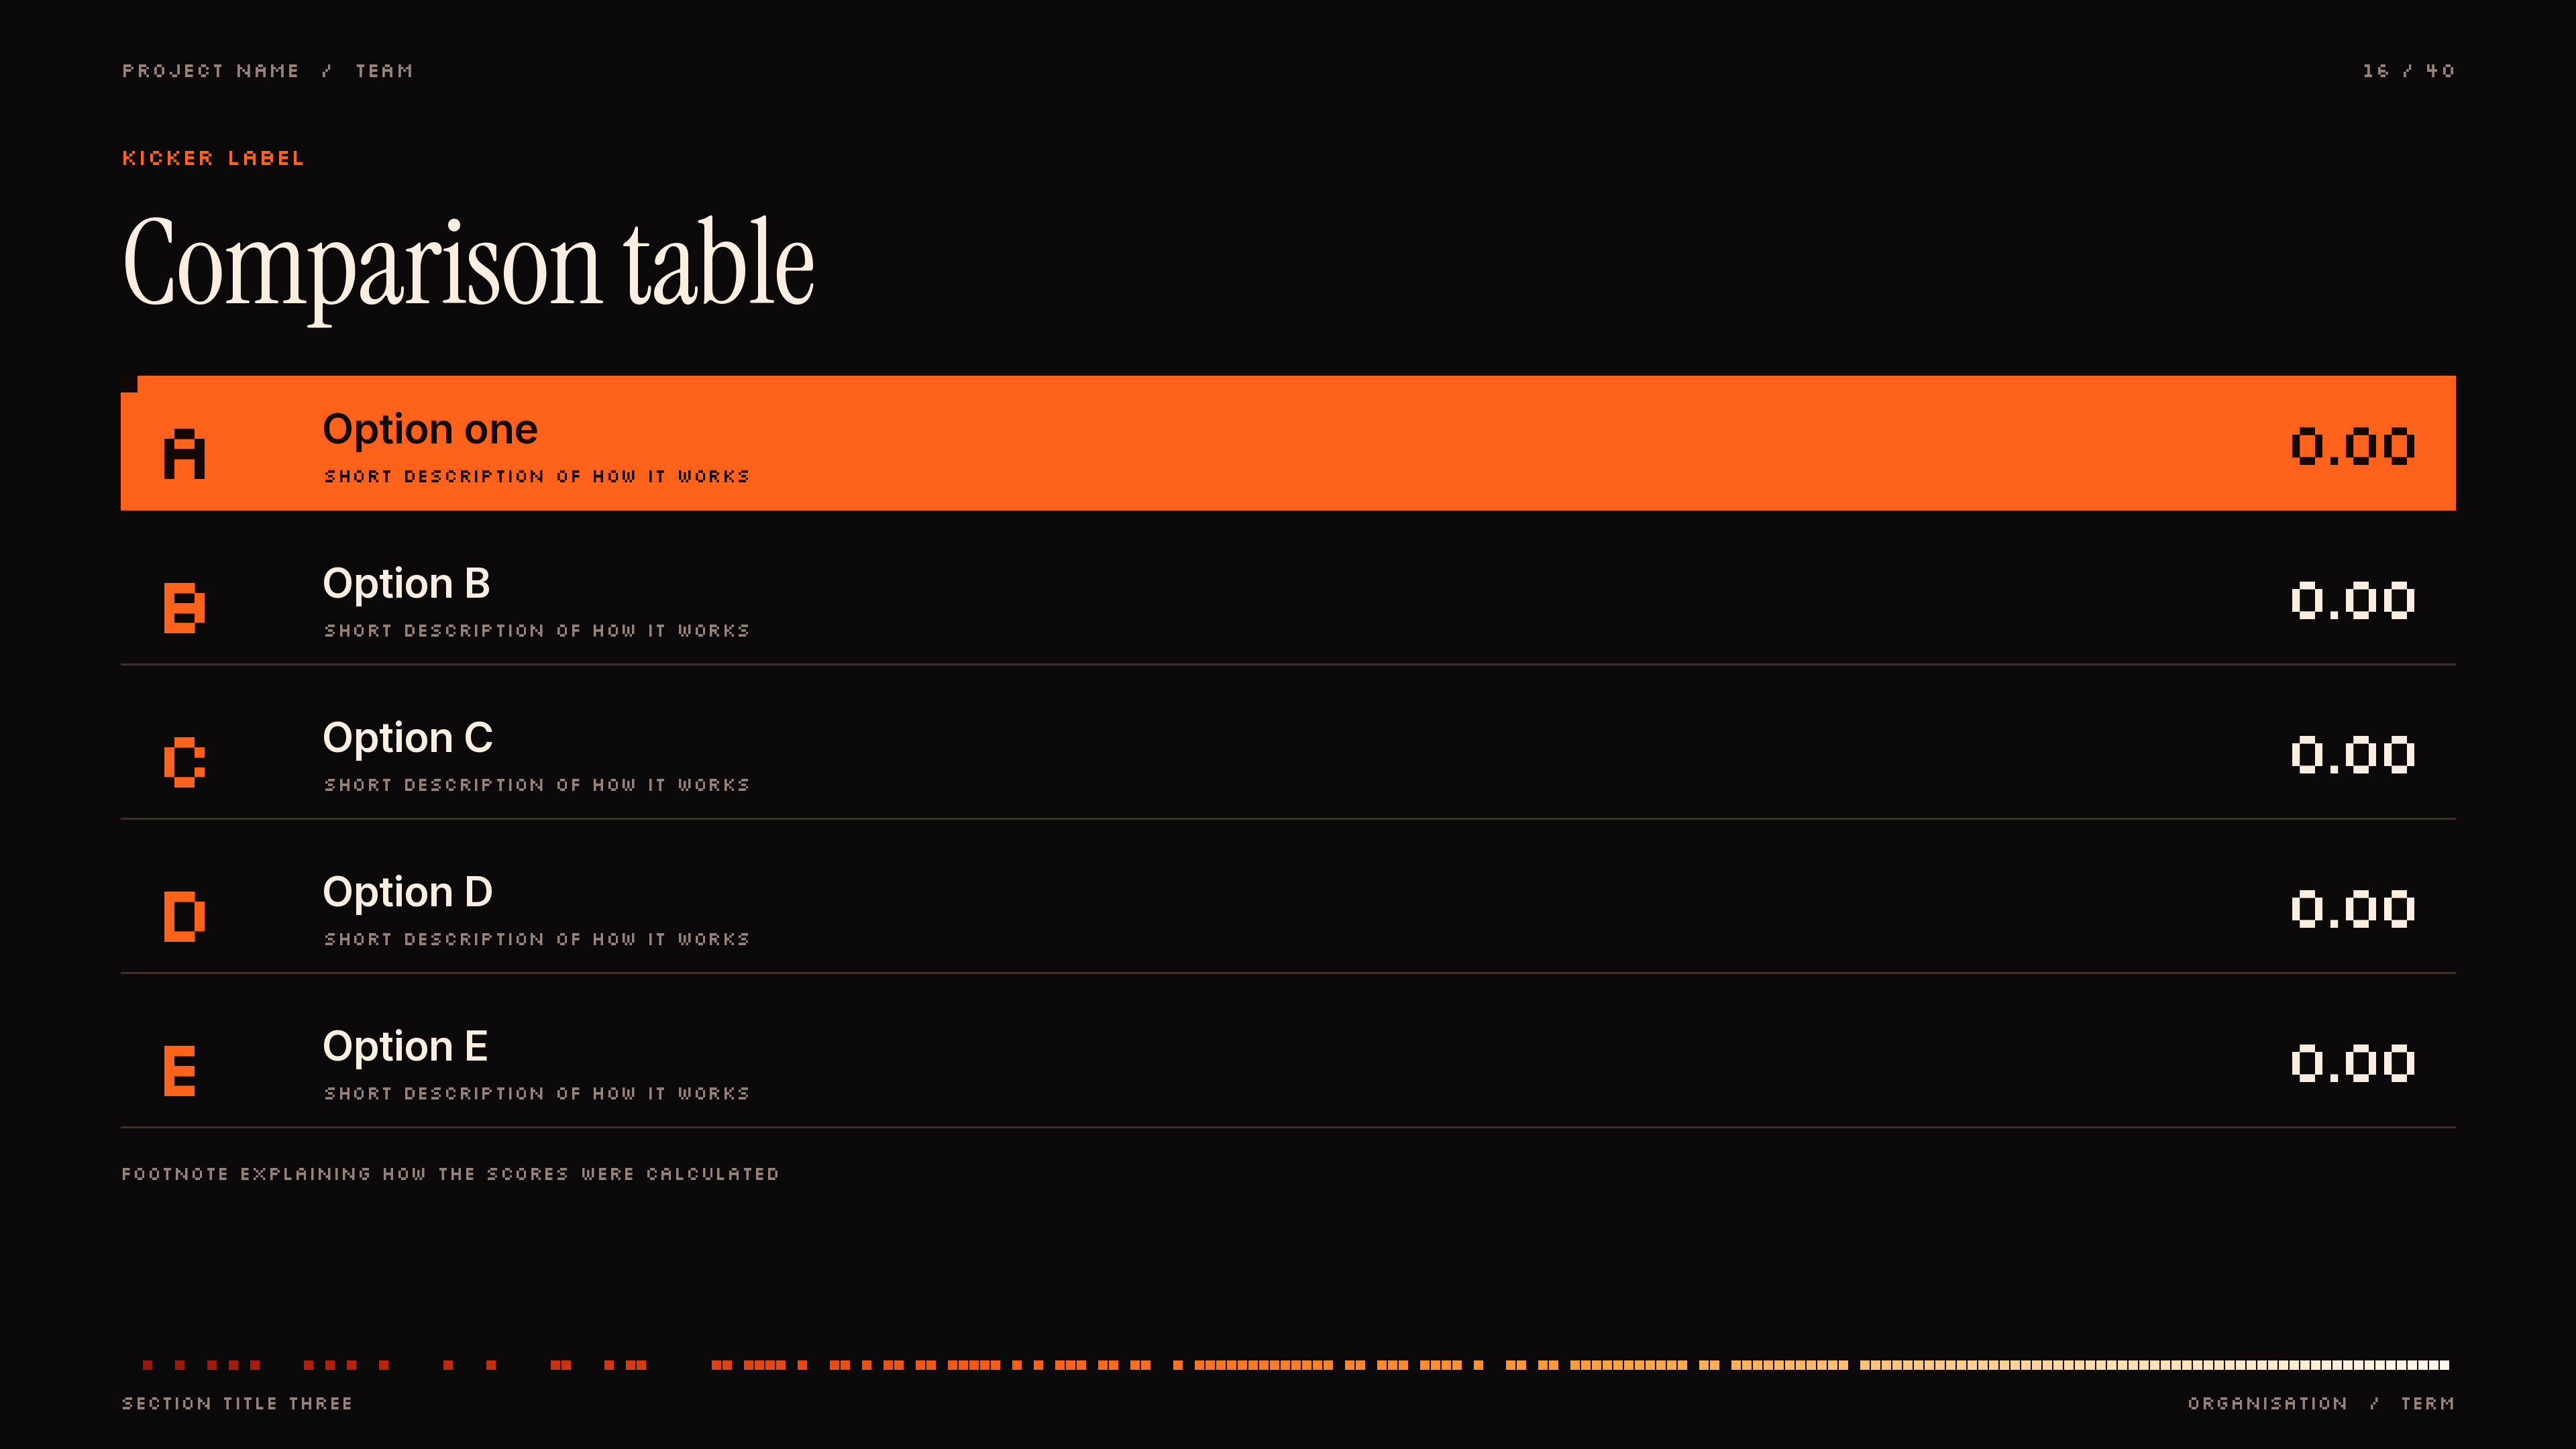 PROJECT NAME / TEAM
16 / 40
KICKER LABEL
Comparison table
A
Option one
SHORT DESCRIPTION OF HOW IT WORKS
0.00
B
Option B
SHORT DESCRIPTION OF HOW IT WORKS
0.00
C
Option C
SHORT DESCRIPTION OF HOW IT WORKS
0.00
D
Option D
SHORT DESCRIPTION OF HOW IT WORKS
0.00
E
Option E
SHORT DESCRIPTION OF HOW IT WORKS
0.00
FOOTNOTE EXPLAINING HOW THE SCORES WERE CALCULATED
SECTION TITLE THREE
ORGANISATION / TERM